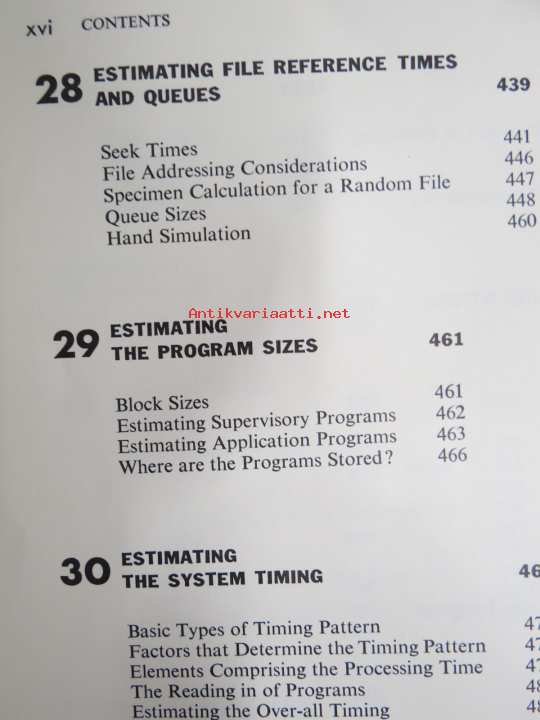 xvi CONTENTS
28 ESTIMATING FILE REFERENCE TIMES
AND QUEUES 439
Seek Times 441
File Addressing Considerations 446
Specimen Calculation for a Random File 447
Queue Sizes 448
Hand Simulation 460
Antikvariaatti.net
29 ESTIMATING
THE PROGRAM SIZES 461
Block Sizes 461
Estimating Supervisory Programs 462
Estimating Application Programs 463
Where are the Programs Stored? 466
30 ESTIMATING
THE SYSTEM TIMING
Basic Types of Timing Pattern
Factors that Determine the Timing Pattern
Elements Comprising the Processing Time
The Reading in of Programs
Estimating the Over-all Timing